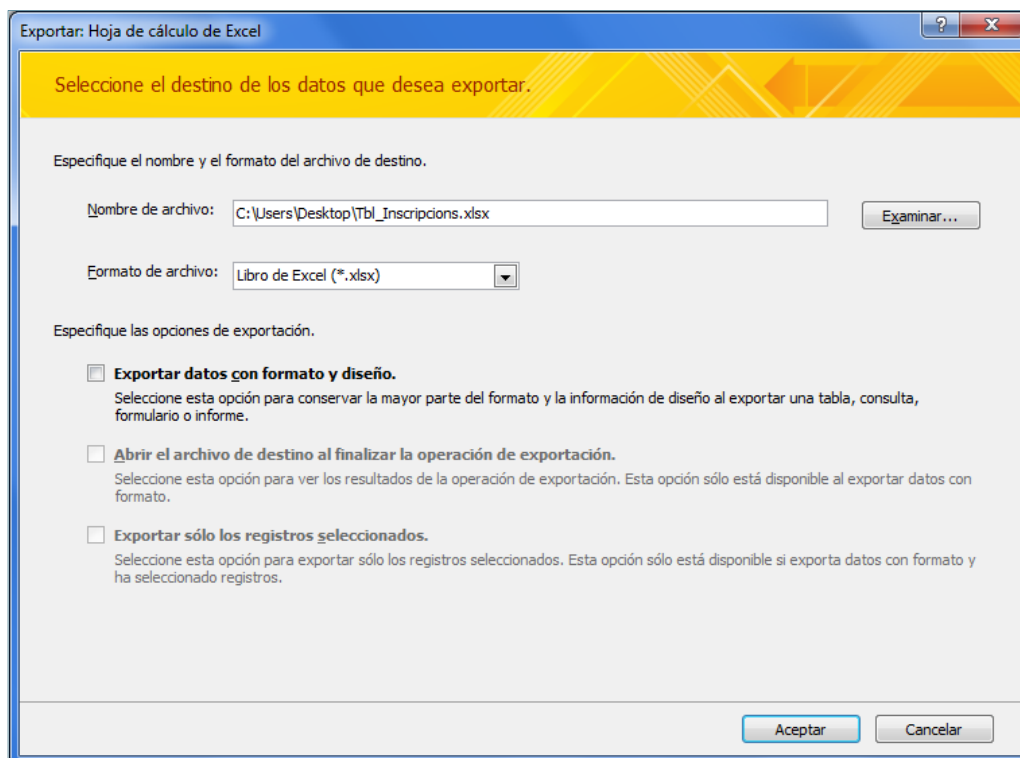 Exportar: Hoja de cálculo de Excel
Seleccione el destino de los datos que desea exportar.
Especifique el nombre y el formato del archivo de destino.
Nombre de archivo: C:\Users\Desktop\Tbl_Inscripcions.xlsx Examinar...
Formato de archivo: Libro de Excel (*.xlsx)
Especifique las opciones de exportación.
Exportar datos con formato y diseño.
Seleccione esta opción para conservar la mayor parte del formato y la información de diseño al exportar una tabla, consulta,
formulario o informe.
Abrir el archivo de destino al finalizar la operación de exportación.
Seleccione esta opción para ver los resultados de la operación de exportación. Esta opción sólo está disponible al exportar datos con
formato.
Exportar sólo los registros seleccionados.
Seleccione esta opción para exportar sólo los registros seleccionados. Esta opción sólo está disponible si exporta datos con formato y
ha seleccionado registros.
Aceptar Cancelar